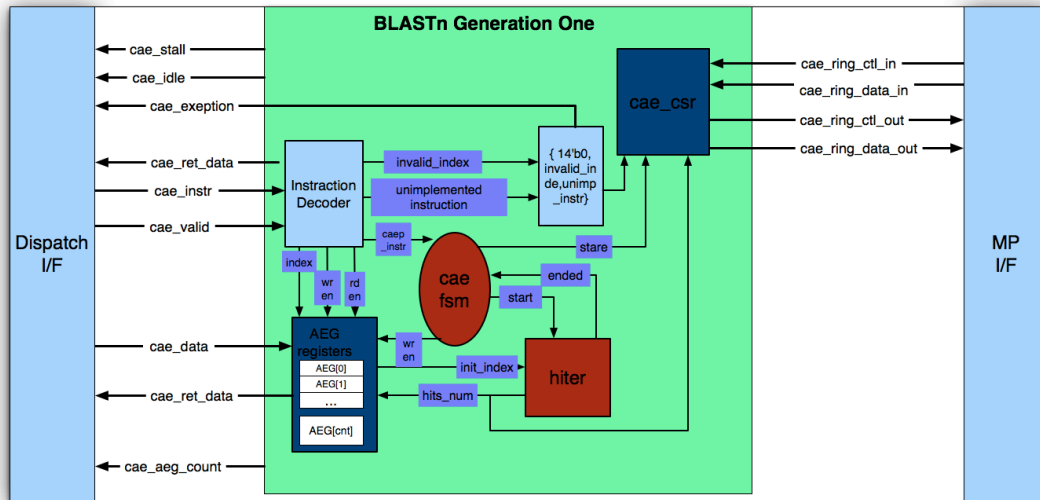 BLASTn Generation One
cae_stall
cae_idle
cae_exeption
cae_ret_data
cae_instr
cae_valid
Dispatch
I/F
cae_data
cae_ret_data
cae_aeg_count
Instraction
Decoder
invalid_index
unimplemented
instruction
{ 14'b0,
invalid_in
de,unimp
_instr}
cae_csr
cae_ring_ctl_in
cae_ring_data_in
cae_ring_ctl_out
cae_ring_data_out
MP
I/F
index
wr
en
rd
en
caep
_instr
cae
fsm
stare
ended
start
wr
en
AEG
registers
AEG[0]
AEG[1]
...
AEG[cnt]
init_index
hits_num
hiter